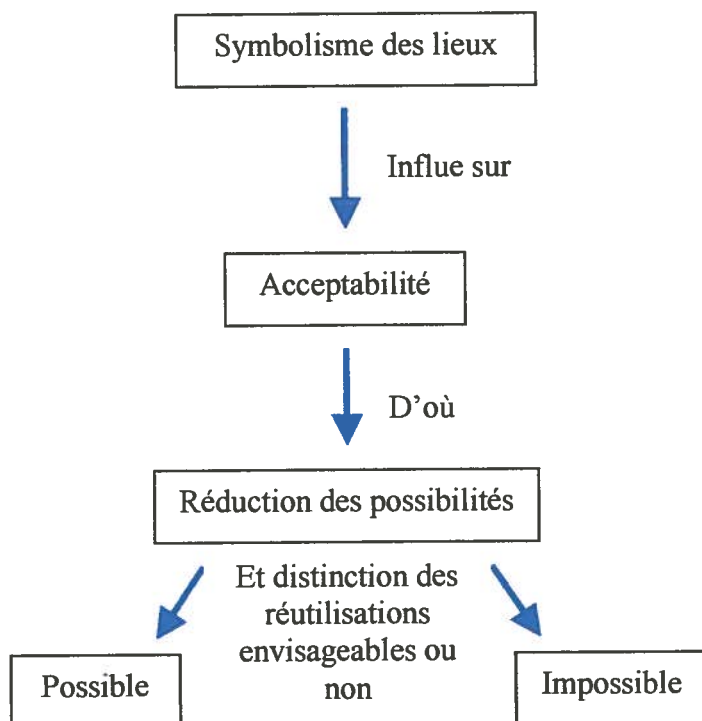 Symbolisme des lieux
Influe sur
Acceptabilité
D'où
Réduction des possibilités
Et distinction des
réutilisations
envisageables ou
non
Possible
Impossible